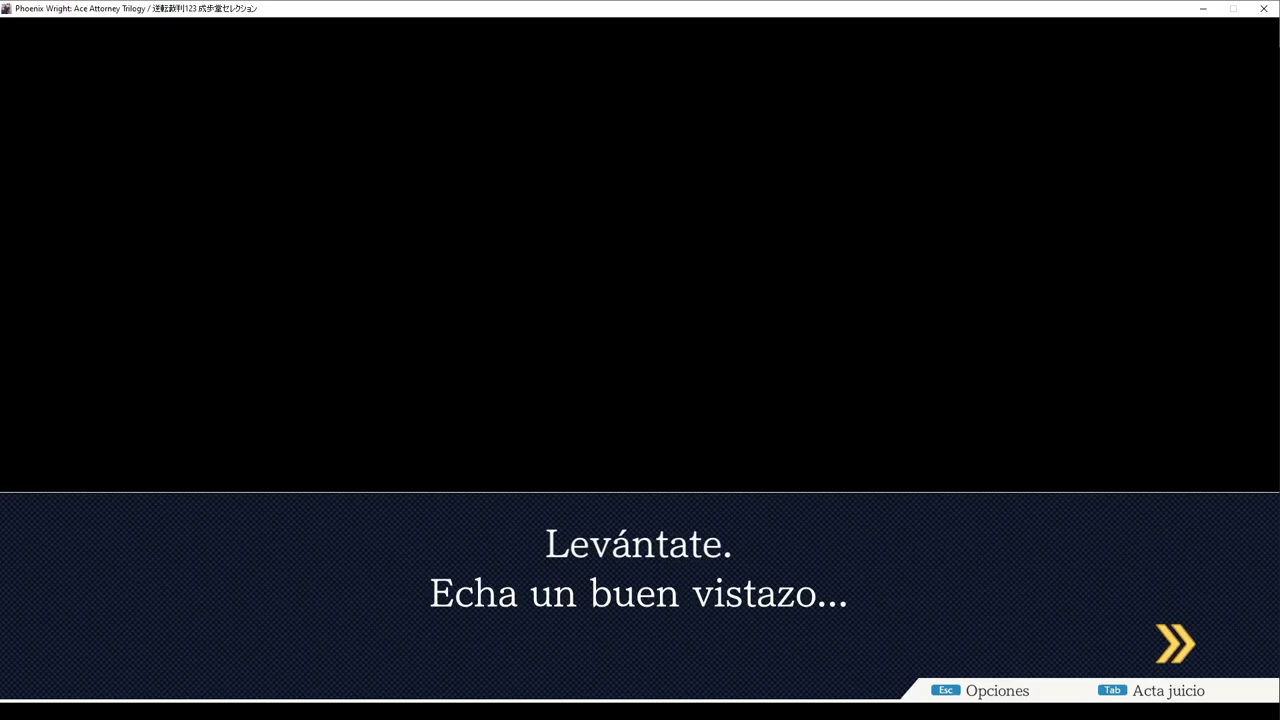 Phoenix Wright: Ace Attorney Trilogy / 逆転裁判123 成歩堂セレクション
Levántate.
Echa un buen vistazo...
Esc Opciones Tab Acta juicio